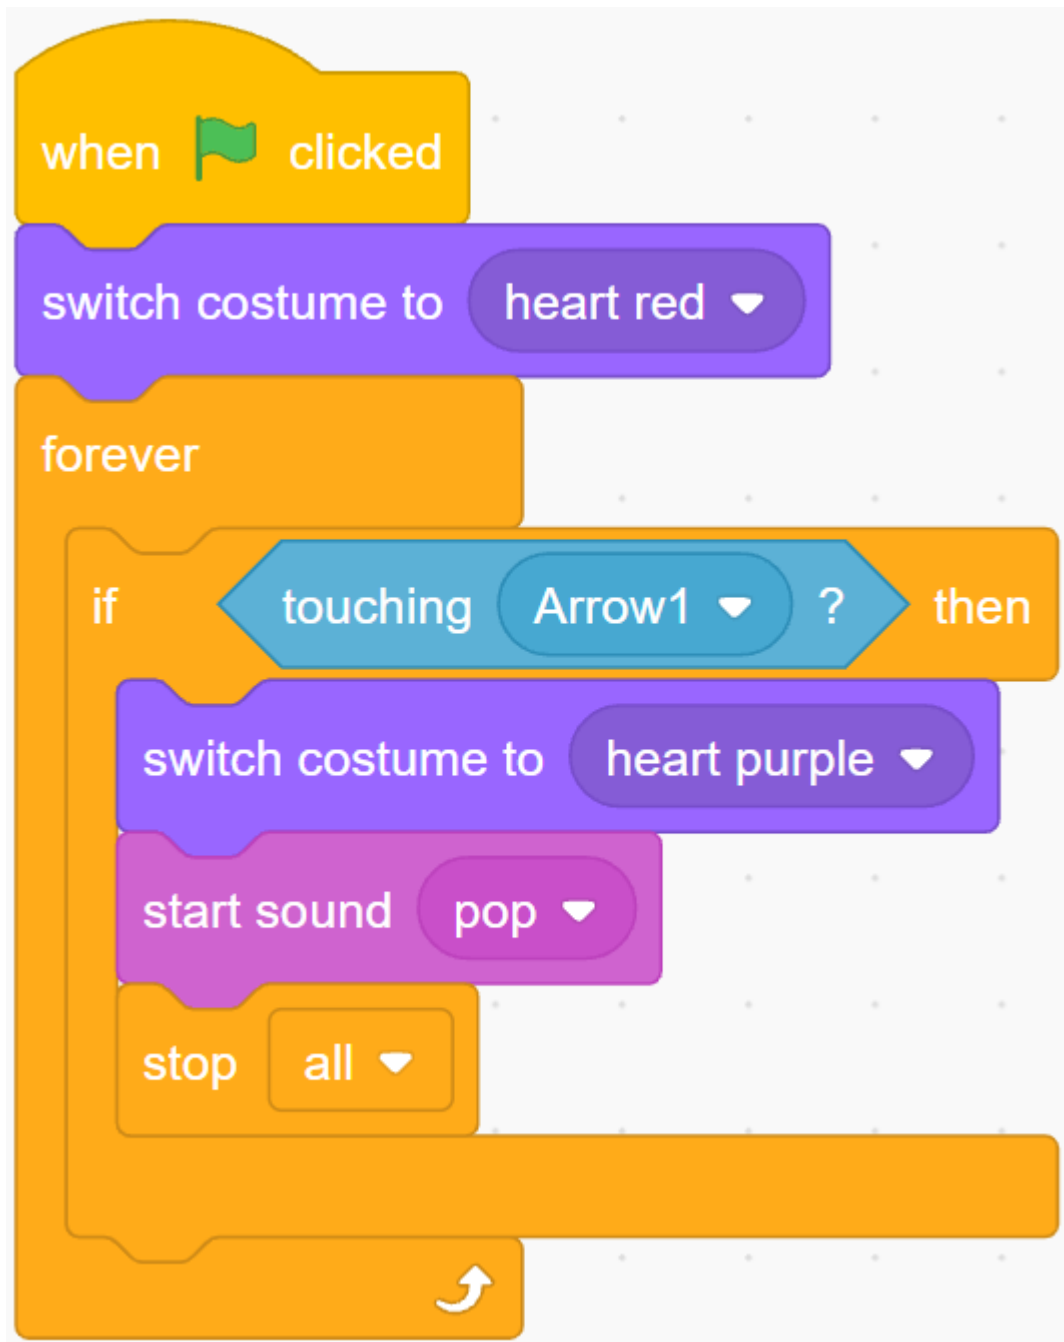 when clicked
switch costume to heart red
forever
if touching Arrow1 ? then
switch costume to heart purple
start sound pop
stop all